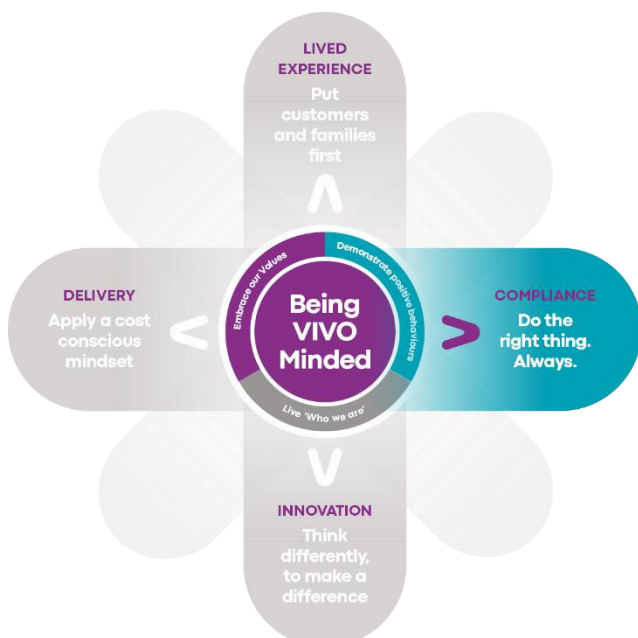 LIVED
EXPERIENCE
Put
customers
and families
first
Embrace our Values
Demonstrate positive behaviours
Live 'Who we are'
Being
VIVO
Minded
DELIVERY
Apply a cost
conscious
mindset
COMPLIANCE
Do the
right thing.
Always.
INNOVATION
Think
differently,
to make a
difference